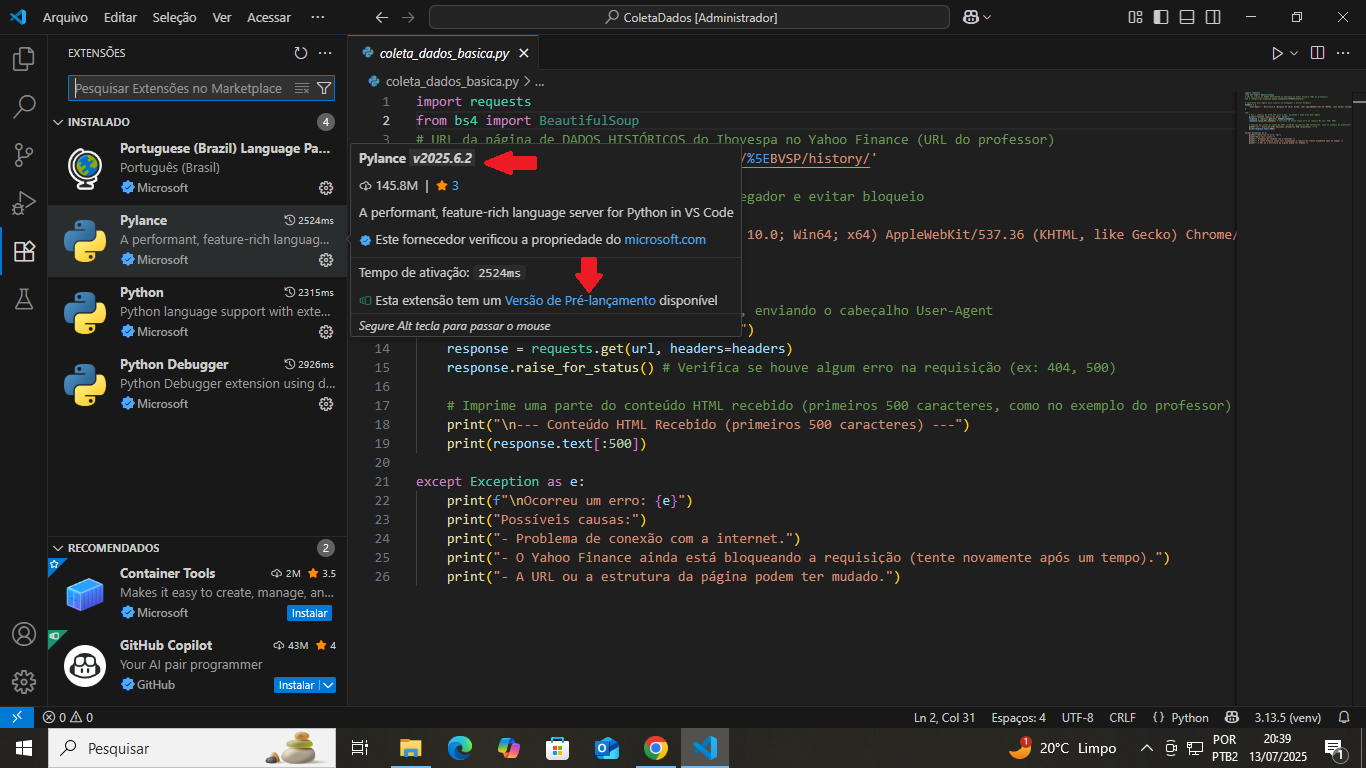 Arquivo Editar Seleção Ver Acessar ···
ColetaDados [Administrador]
EXTENSÕES
Pesquisar Extensões no Marketplace
INSTALADO 4
Portuguese (Brazil) Language Pa...
Português (Brasil)
Microsoft
Pylance 2524ms
A performant, feature-rich languag...
Microsoft
Python 2315ms
Python language support with exte...
Microsoft
Python Debugger 2926ms
Python Debugger extension using d...
Microsoft
RECOMENDADOS 2
Container Tools 2M 3.5
Makes it easy to create, manage, an...
Microsoft Instalar
GitHub Copilot 43M 4
Your AI pair programmer
GitHub Instalar
coleta_dados_basica.py
coleta_dados_basica.py > ...
1 import requests
2 from bs4 import BeautifulSoup
# URL da página de DADOS HISTÓRICOS do Ibovespa no Yahoo Finance (URL do professor)
/%5EBVSP/history/'
egador e evitar bloqueio
10.0; Win64; x64) AppleWebKit/537.36 (KHTML, like Gecko) Chrome/
, enviando o cabeçalho User-Agent
")
14 response = requests.get(url, headers=headers)
15 response.raise_for_status() # Verifica se houve algum erro na requisição (ex: 404, 500)
16
17 # Imprime uma parte do conteúdo HTML recebido (primeiros 500 caracteres, como no exemplo do professor)
18 print("\n--- Conteúdo HTML Recebido (primeiros 500 caracteres) ---")
19 print(response.text[:500])
20
21 except Exception as e:
22 print(f"\nOcorreu um erro: {e}")
23 print("Possíveis causas:")
24 print("- Problema de conexão com a internet.")
25 print("- O Yahoo Finance ainda está bloqueando a requisição (tente novamente após um tempo).")
26 print("- A URL ou a estrutura da página podem ter mudado.")
Pylance v2025.6.2
145.8M | 3
A performant, feature-rich language server for Python in VS Code
Este fornecedor verificou a propriedade do microsoft.com
Tempo de ativação: 2524ms
Esta extensão tem um Versão de Pré-lançamento disponível
Segure Alt tecla para passar o mouse
0 0
Ln 2, Col 31 Espaços: 4 UTF-8 CRLF {} Python 3.13.5 (venv)
Pesquisar
1 20°C Limpo
POR
PTB2
20:39
13/07/2025
1